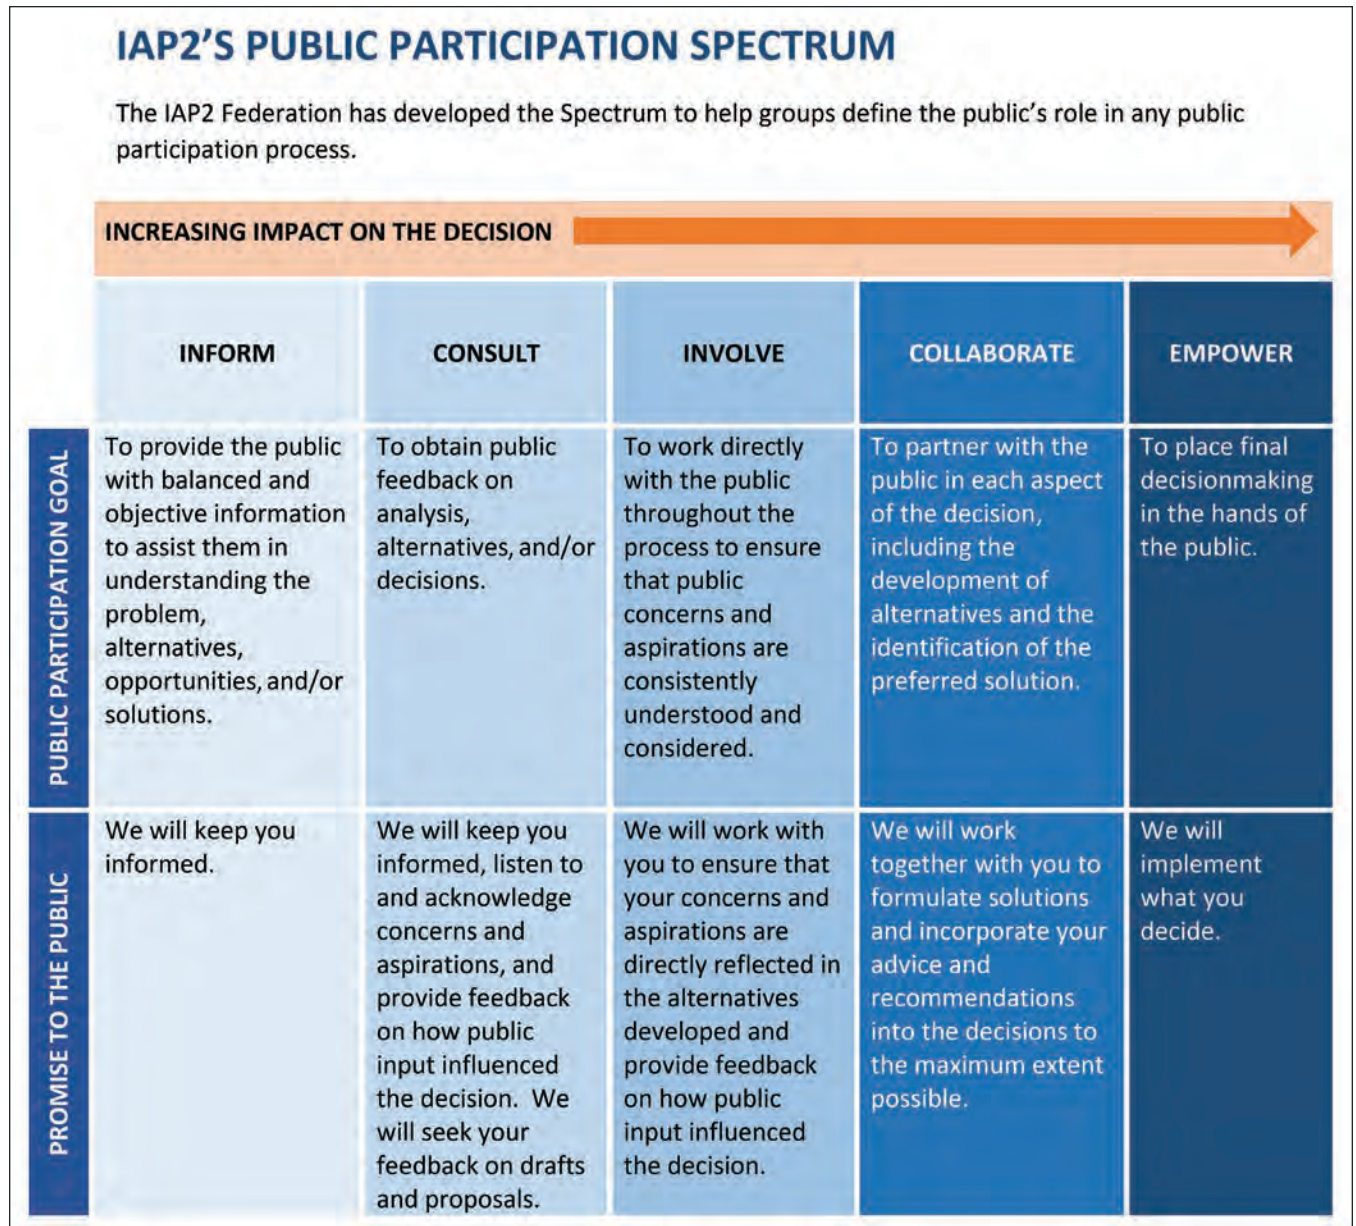 IAP2'S PUBLIC PARTICIPATION SPECTRUM
The IAP2 Federation has developed the Spectrum to help groups define the public's role in any public
participation process.
INCREASING IMPACT ON THE DECISION
INFORM
CONSULT
INVOLVE
COLLABORATE
EMPOWER
PUBLIC PARTICIPATION GOAL
To provide the public
with balanced and
objective information
to assist them in
understanding the
problem,
alternatives,
opportunities, and/or
solutions.
To obtain public
feedback on
analysis,
alternatives, and/or
decisions.
To work directly
with the public
throughout the
process to ensure
that public
concerns and
aspirations are
consistently
understood and
considered.
To partner with the
public in each aspect
of the decision,
including the
development of
alternatives and the
identification of the
preferred solution.
To place final
decisionmaking
in the hands of
the public.
PROMISE TO THE PUBLIC
We will keep you
informed.
We will keep you
informed, listen to
and acknowledge
concerns and
aspirations, and
provide feedback
on how public
input influenced
the decision.  We
will seek your
feedback on drafts
and proposals.
We will work with
you to ensure that
your concerns and
aspirations are
directly reflected in
the alternatives
developed and
provide feedback
on how public
input influenced
the decision.
We will work
together with you to
formulate solutions
and incorporate your
advice and
recommendations
into the decisions to
the maximum extent
possible.
We will
implement
what you
decide.